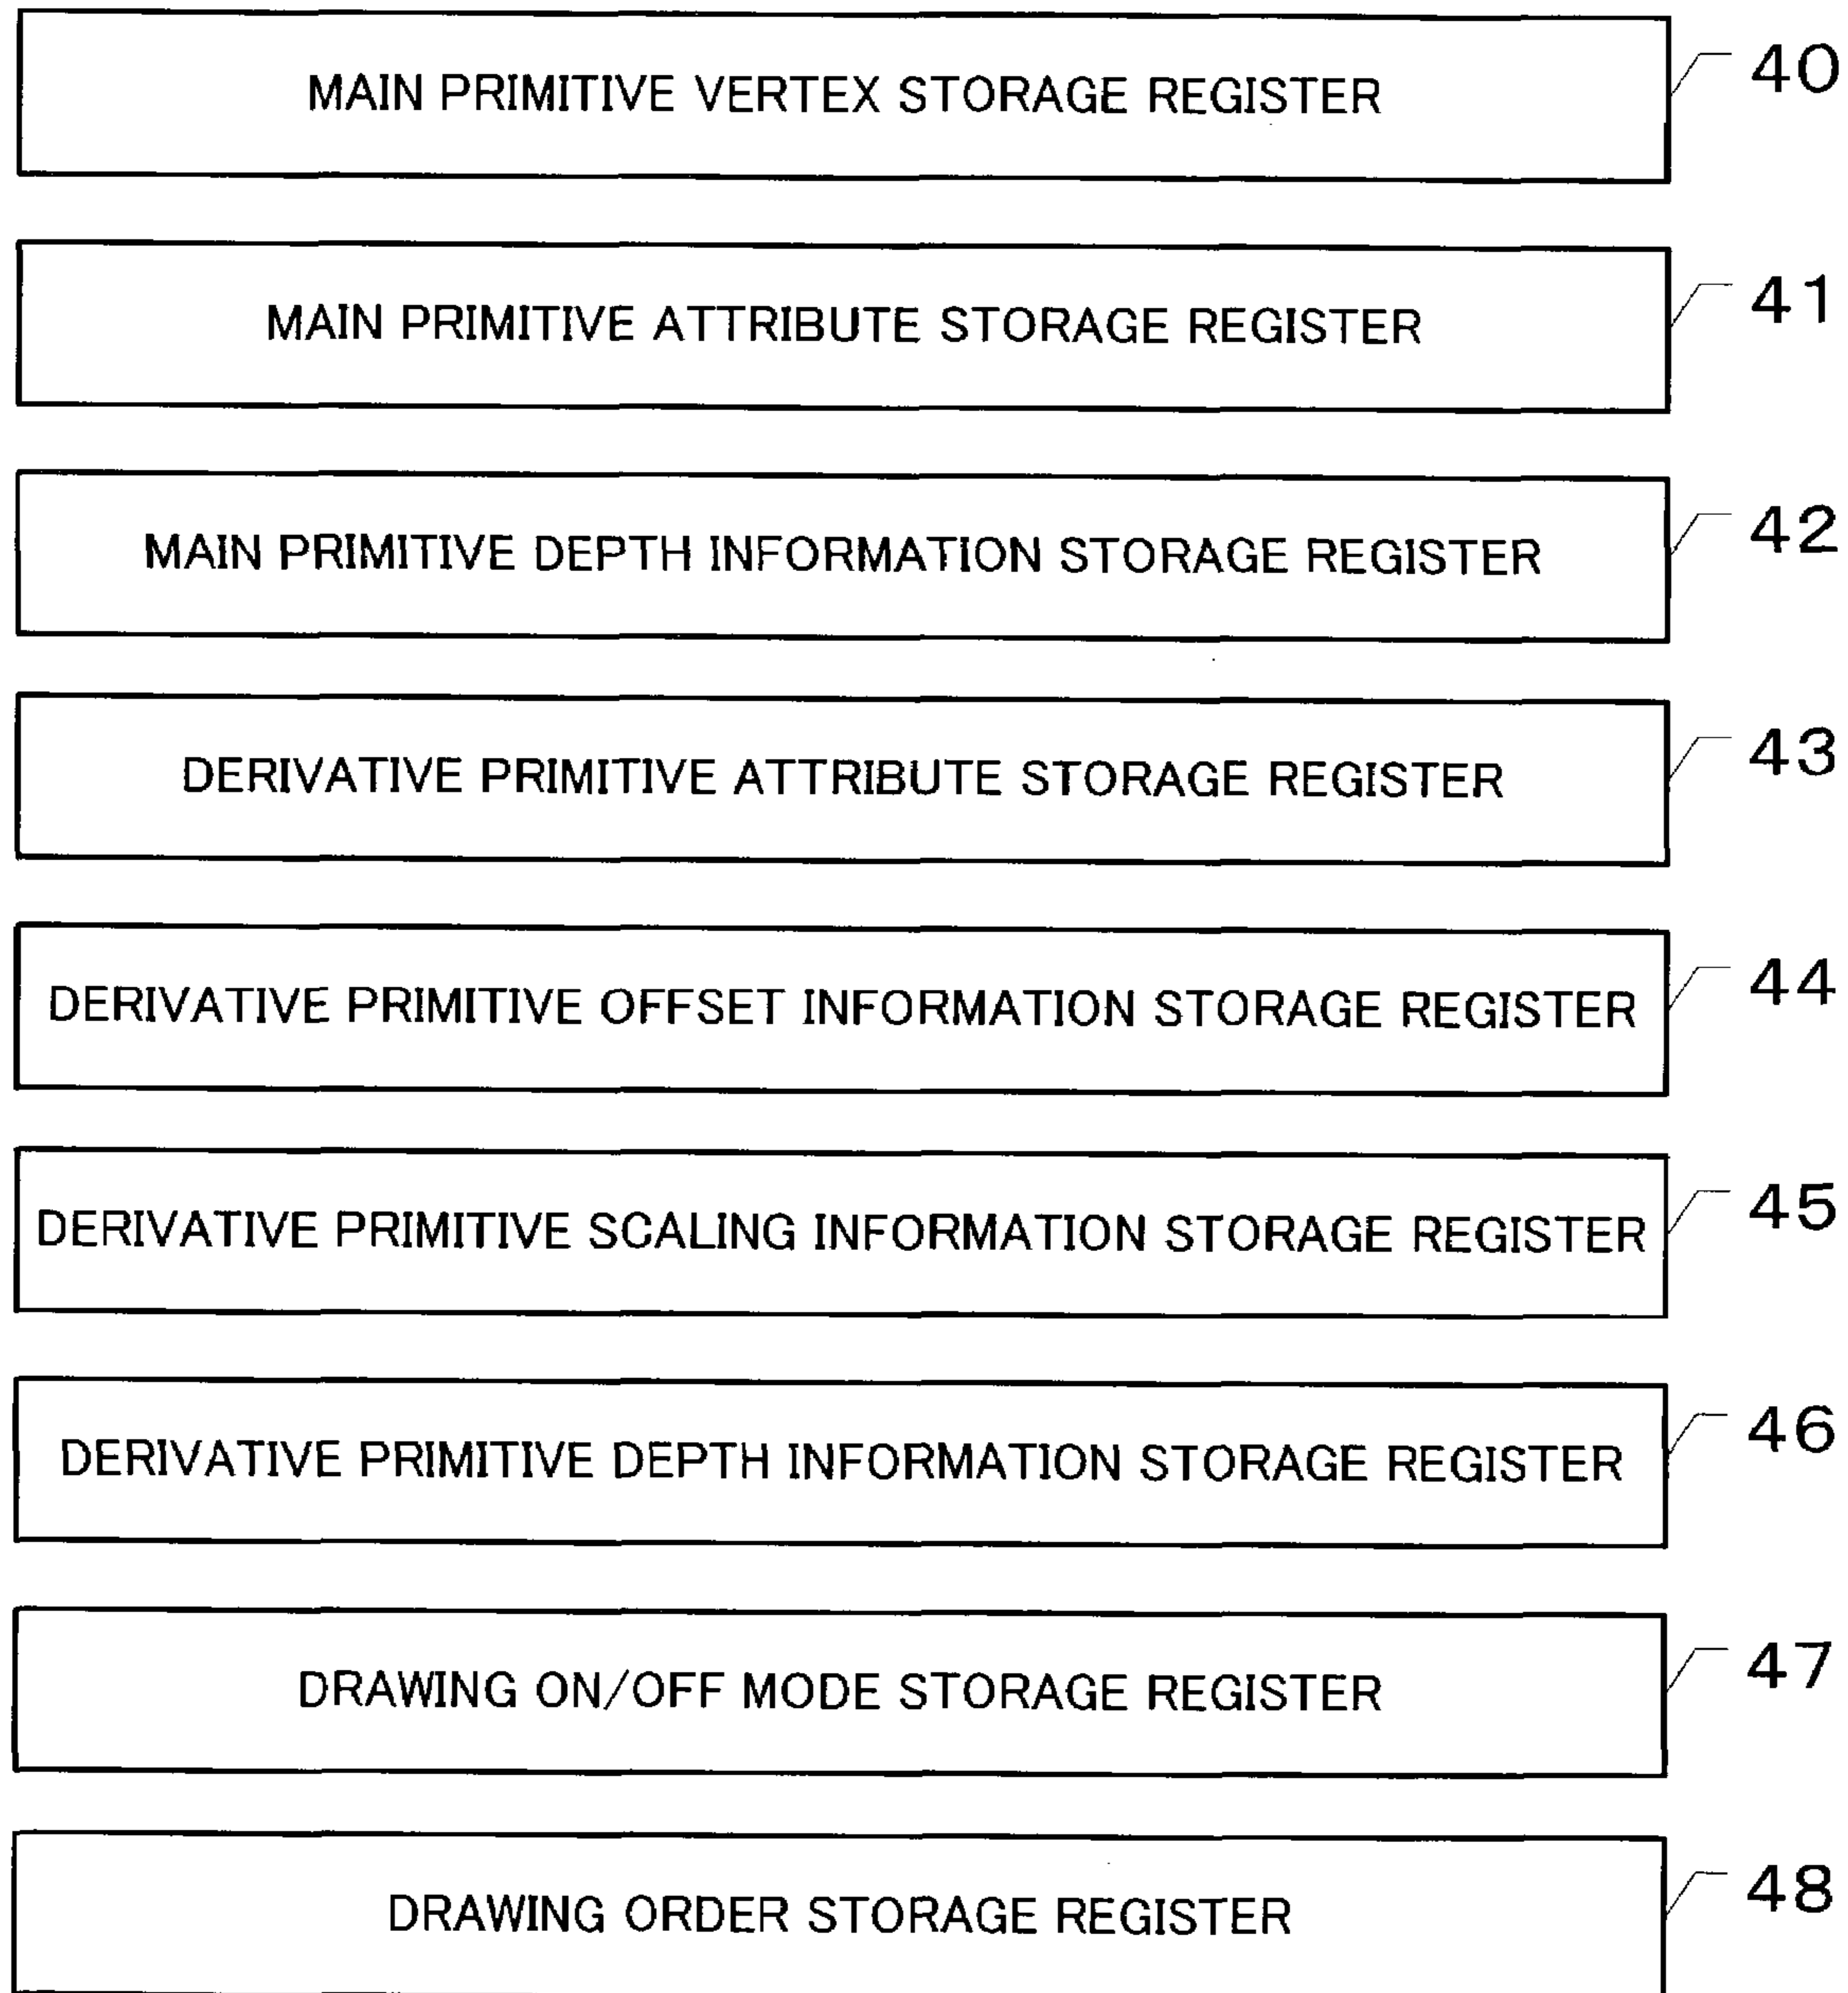 MAIN PRIMITIVE VERTEX STORAGE REGISTER 40
MAIN PRIMITIVE ATTRIBUTE STORAGE REGISTER 41
MAIN PRIMITIVE DEPTH INFORMATION STORAGE REGISTER 42
DERIVATIVE PRIMITIVE ATTRIBUTE STORAGE REGISTER 43
DERIVATIVE PRIMITIVE OFFSET INFORMATION STORAGE REGISTER 44
DERIVATIVE PRIMITIVE SCALING INFORMATION STORAGE REGISTER 45
DERIVATIVE PRIMITIVE DEPTH INFORMATION STORAGE REGISTER 46
DRAWING ON/OFF MODE STORAGE REGISTER 47
DRAWING ORDER STORAGE REGISTER 48